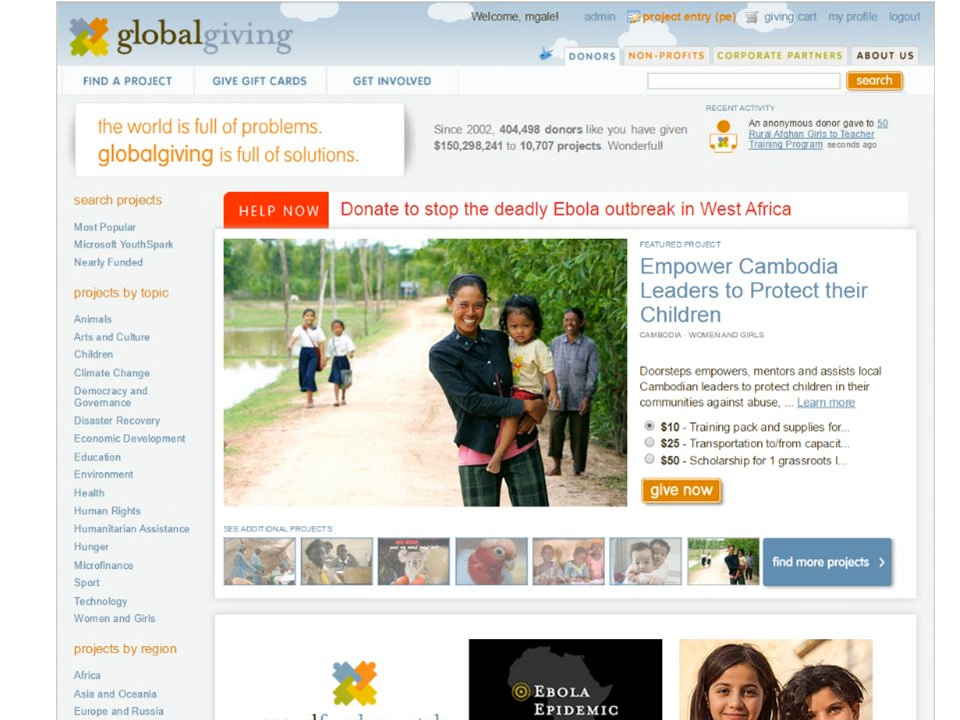 Welcome, mgale! admin project entry (pe) giving cart my profile logout
globalgiving
DONORS NON-PROFITS CORPORATE PARTNERS ABOUT US
FIND A PROJECT GIVE GIFT CARDS GET INVOLVED search
the world is full of problems.
globalgiving is full of solutions.
Since 2002, 404,498 donors like you have given
$150,298,241 to 10,707 projects. Wonderful!
RECENT ACTIVITY
An anonymous donor gave to 50
Rural Afghan Girls to Teacher
Training Program seconds ago
search projects
Most Popular
Microsoft YouthSpark
Nearly Funded
projects by topic
Animals
Arts and Culture
Children
Climate Change
Democracy and
Governance
Disaster Recovery
Economic Development
Education
Environment
Health
Human Rights
Humanitarian Assistance
Hunger
Microfinance
Sport
Technology
Women and Girls
projects by region
Africa
Asia and Oceania
Europe and Russia
HELP NOW Donate to stop the deadly Ebola outbreak in West Africa
FEATURED PROJECT
Empower Cambodia
Leaders to Protect their
Children
CAMBODIA - WOMEN AND GIRLS
Doorsteps empowers, mentors and assists local
Cambodian leaders to protect children in their
communities against abuse, ... Learn more
$10 - Training pack and supplies for...
$25 - Transportation to/from capacit...
$50 - Scholarship for 1 grassroots l...
give now
SEE ADDITIONAL PROJECTS
find more projects
EBOLA
EPIDEMIC